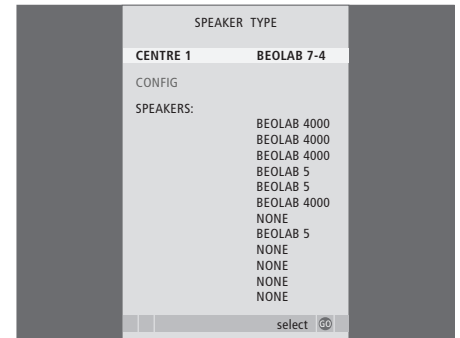 SPEAKER TYPE
CENTRE 1 BEOLAB 7-4
CONFIG
SPEAKERS:
BEOLAB 4000
BEOLAB 4000
BEOLAB 4000
BEOLAB 5
BEOLAB 5
BEOLAB 4000
NONE
BEOLAB 5
NONE
NONE
NONE
NONE
select GO